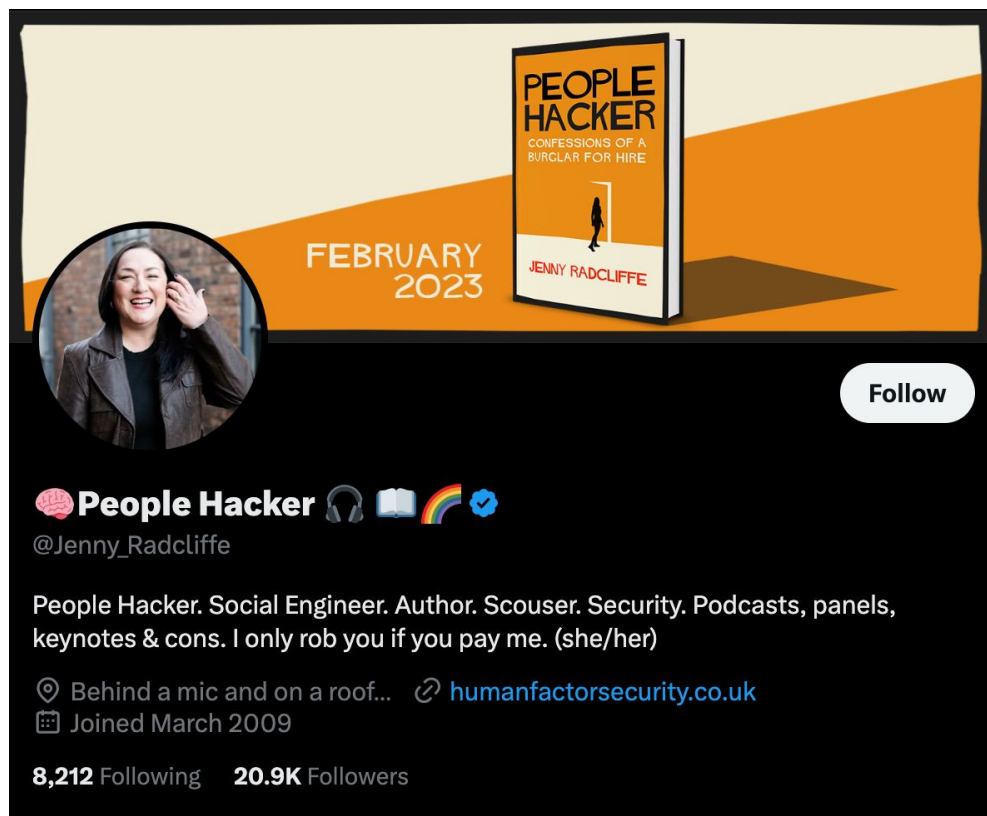 PEOPLE
HACKER
CONFESSIONS OF A
BURGLAR FOR HIRE
JENNY RADCLIFFE
FEBRUARY
2023
Follow
🧠People Hacker 🎧 📖🌈
@Jenny_Radcliffe
People Hacker. Social Engineer. Author. Scouser. Security. Podcasts, panels,
keynotes & cons. I only rob you if you pay me. (she/her)
Behind a mic and on a roof... humanfactorsecurity.co.uk
Joined March 2009
8,212 Following 20.9K Followers